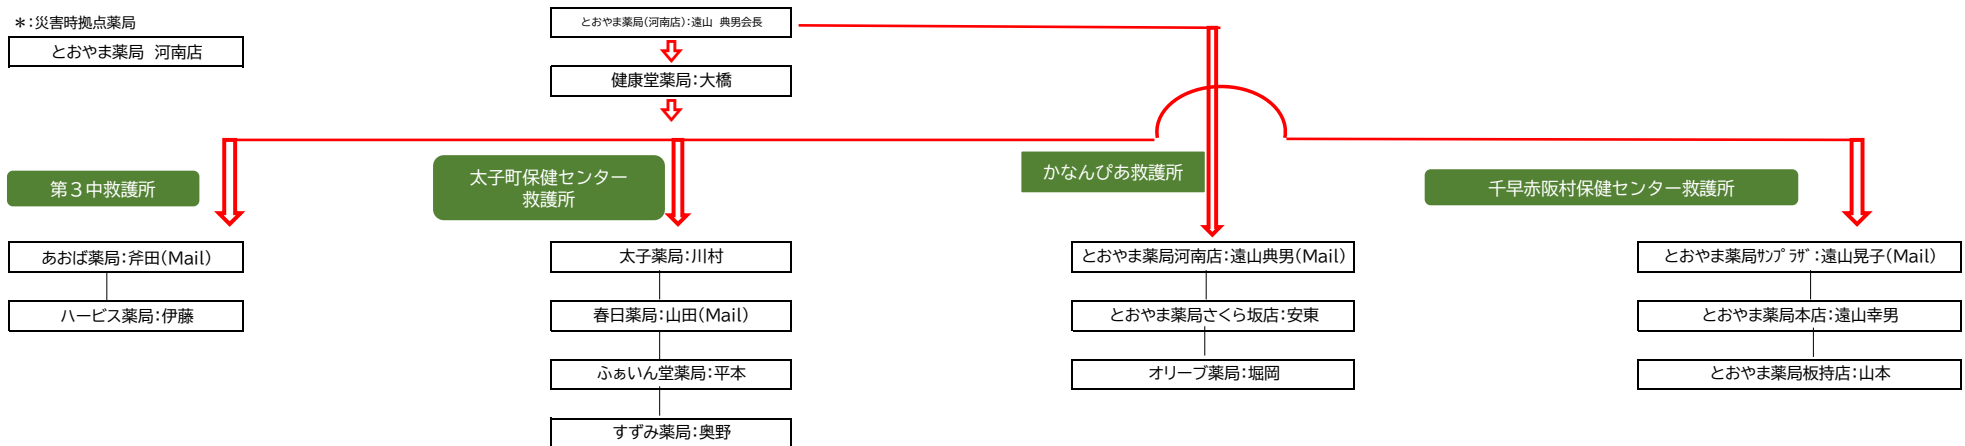 ＊:災害時拠点薬局
とおやま薬局　河南店
とおやま薬局(河南店):遠山　典男会長
健康堂薬局:大橋
第３中救護所
太子町保健センター
救護所
かなんぴあ救護所
千早赤阪村保健センター救護所
あおば薬局:斧田(Mail)
ハービス薬局:伊藤
太子薬局:川村
春日薬局:山田(Mail)
ふぁいん堂薬局:平本
すずみ薬局:奥野
とおやま薬局河南店:遠山典男(Mail)
とおやま薬局さくら坂店:安東
オリーブ薬局:堀岡
とおやま薬局ｻﾝﾌﾟﾗｻﾞ:遠山晃子(Mail)
とおやま薬局本店:遠山幸男
とおやま薬局板持店:山本